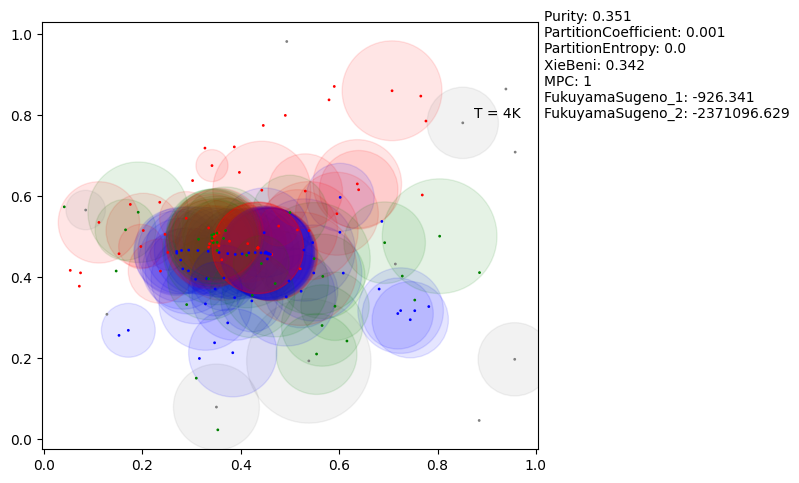 Purity: 0.351
PartitionCoefficient: 0.001
PartitionEntropy: 0.0
XieBeni: 0.342
MPC: 1
FukuyamaSugeno_1: -926.341
FukuyamaSugeno_2: -2371096.629
T = 4K
1.0
0.8
0.6
0.4
0.2
0.0
0.0 0.2 0.4 0.6 0.8 1.0